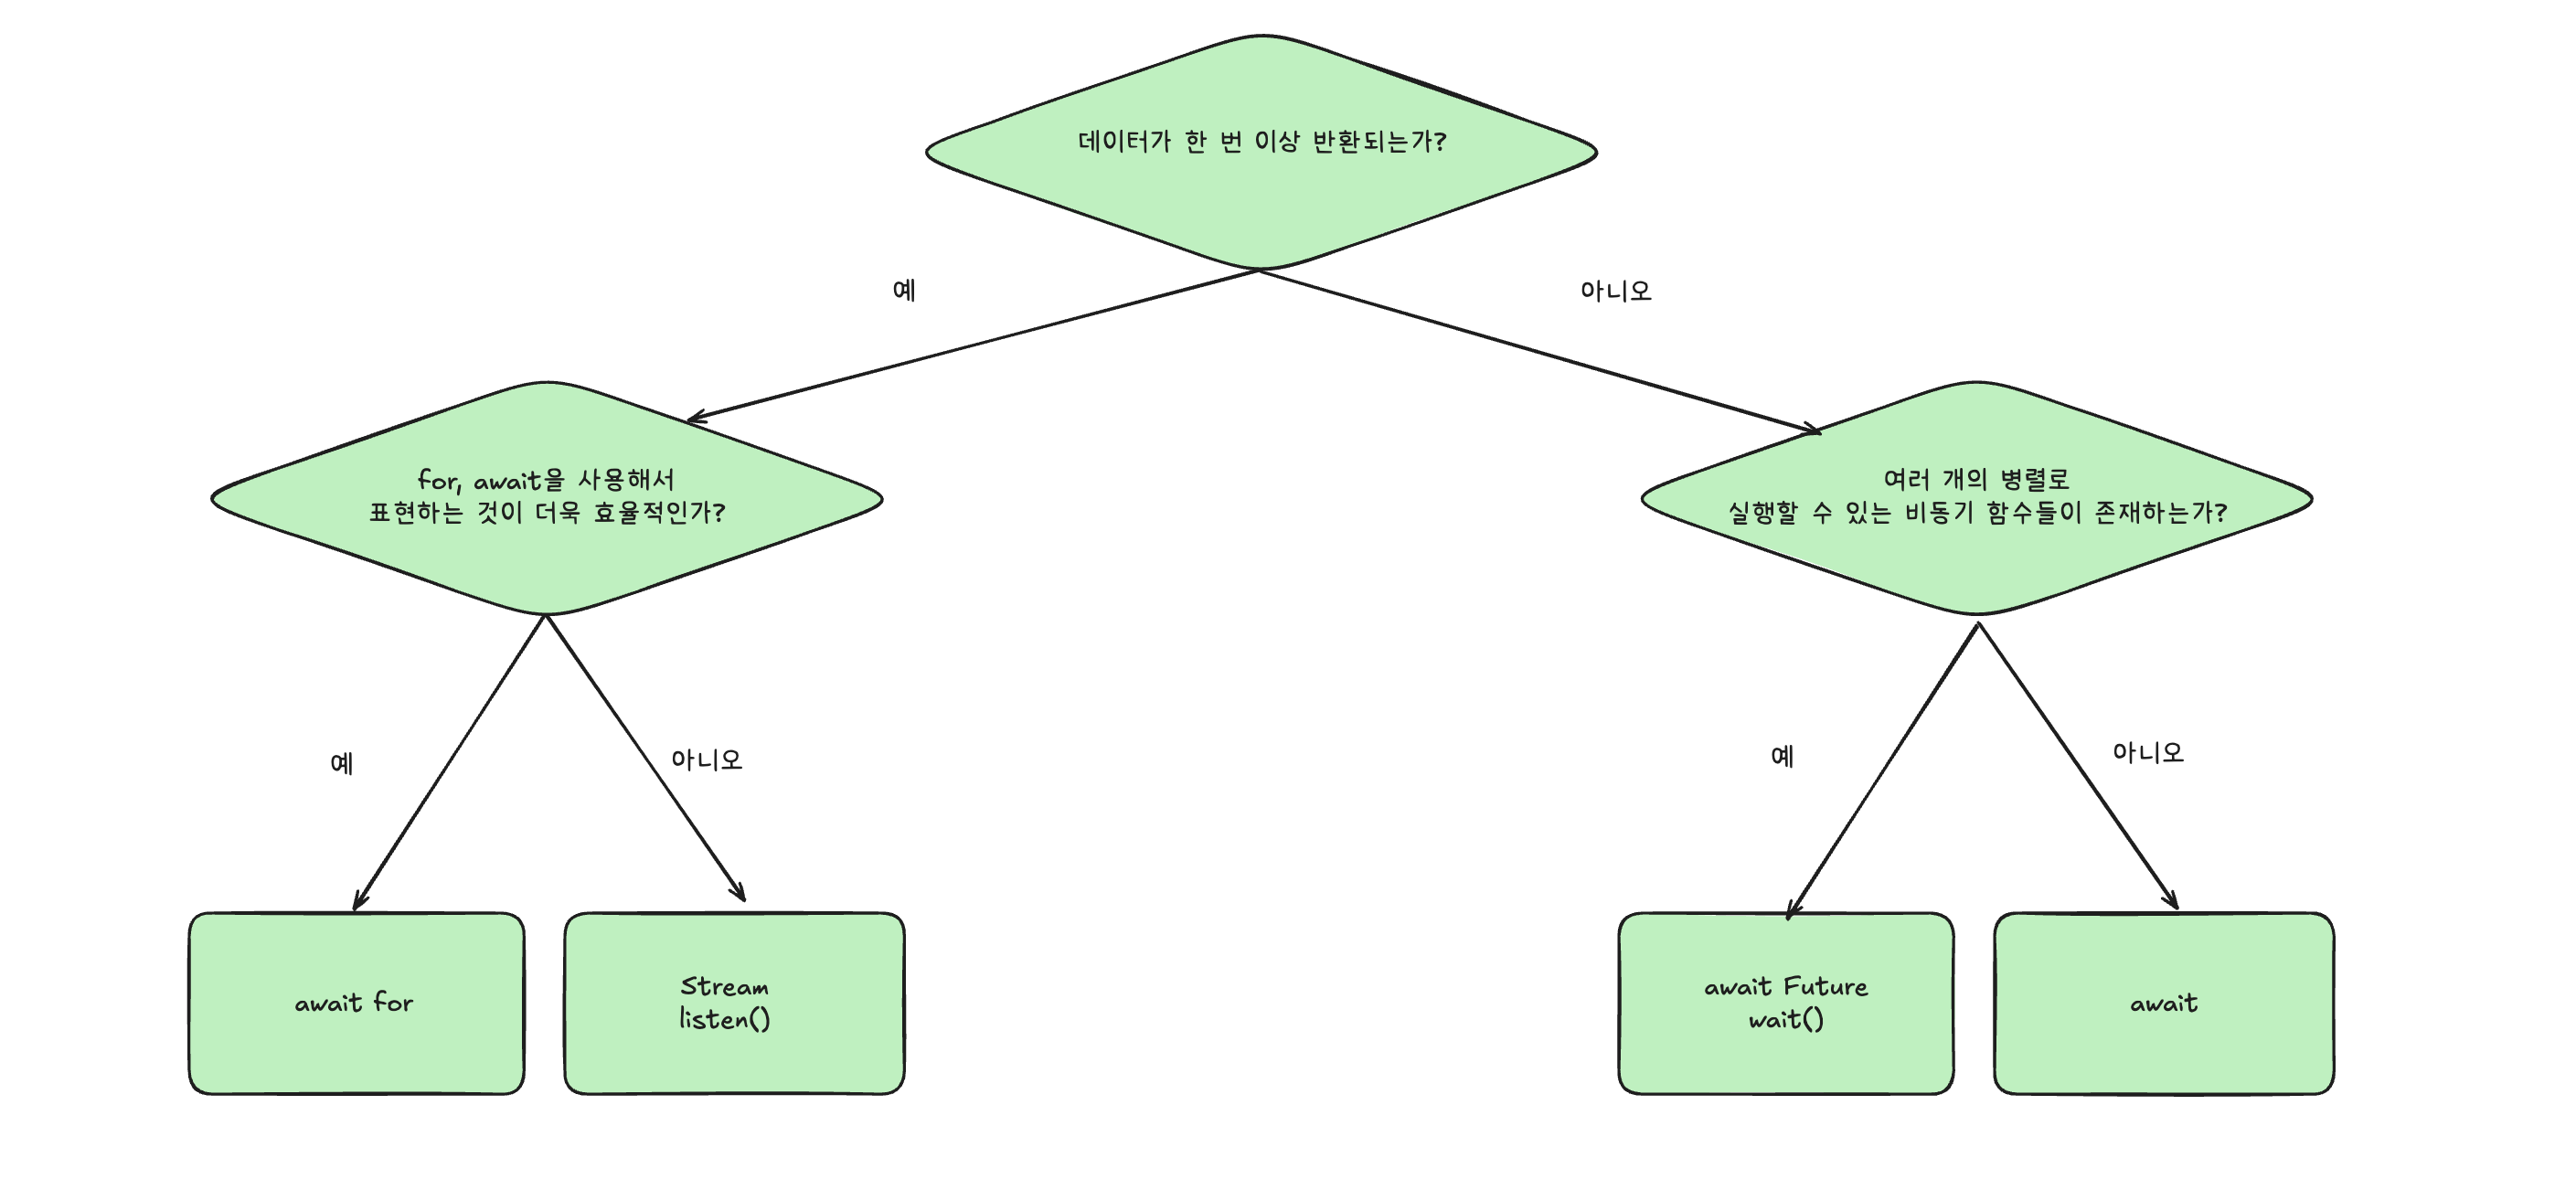 데이터가 한 번 이상 반환되는가?
예
아니오
for, await을 사용해서
표현하는 것이 더욱 효율적인가?
여러 개의 병렬로
실행할 수 있는 비동기 함수들이 존재하는가?
예
아니오
예
아니오
await for
Stream
listen()
await Future
wait()
await